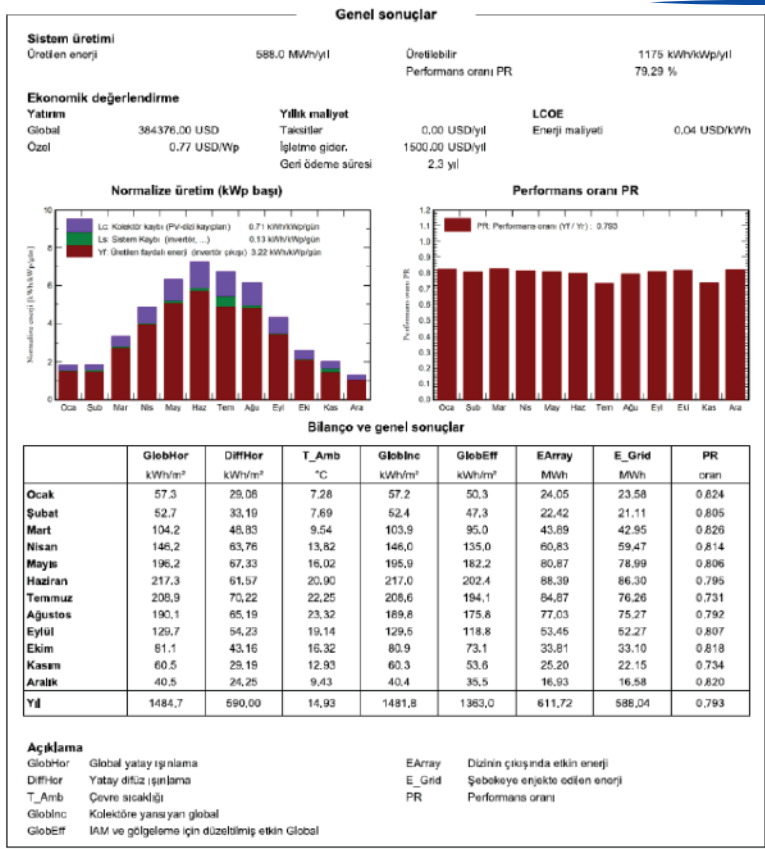 Genel sonuçlar
Sistem üretimi
Üretilen enerji 588.0 MWh/yıl Üretilebilir 1175 kWh/kWp/yıl
Performans oranı PR 79,29 %
Ekonomik değerlendirme
Yatırım Yıllık maliyet LCOE
Global 384376,00 USD Taksitler 0,00 USD/yıl Enerji maliyeti 0,04 USD/kWh
Özel 0.77 USD/Wp İşletme gider. 1500.00 USD/yıl
Geri ödeme süresi 2,3 yıl
Normalize üretim (kWp başı) Performans oranı PR
Lc: Kolektör kaybı (PV-dizi kayıpları) 0.71 kWh/kWp/gün
Ls: Sistem Kaybı (invertör, ...) 0.13 kWh/kWp/gün
Yf: Üretilen faydalı enerji (invertör çıkışı) 3.22 kWh/kWp/gün
Normalize enerji [kWh/kWp/gün]
10
8
6
4
2
0
Oca Şub Mar Nis May Haz Tem Ağu Eyl Eki Kas Ara
PR: Performans oranı (Yf / Yr) : 0.793
Performans oranı PR
1.2
1.1
1.0
0.9
0.8
0.7
0.6
0.5
0.4
0.3
0.2
0.1
0.0
Oca Şub Mar Nis May Haz Tem Ağu Eyl Eki Kas Ara
Bilanço ve genel sonuçlar
GlobHor DiffHor T_Amb GlobInc GlobEff EArray E_Grid PR
kWh/m² kWh/m² °C kWh/m² kWh/m² MWh MWh oran
Ocak 57,3 29,08 7,28 57,2 50,3 24,05 23,58 0,824
Şubat 52,7 33,19 7,69 52,4 47,3 22,42 21,11 0,805
Mart 104,2 48,83 9,54 103,9 95,0 43,89 42,95 0,826
Nisan 146,2 63,76 13,82 146,0 135,0 60,83 59,47 0,814
Mayıs 196,2 67,33 16,02 195,9 182,2 80,87 78,99 0,806
Haziran 217.3 61,57 20,90 217,0 202,4 88,39 86,30 0,795
Temmuz 208,9 70,22 22,25 208,6 194,1 84,87 76,26 0,731
Ağustos 190,1 65,19 23,32 189,8 175,8 77,03 75,27 0,792
Eylül 129.7 54,23 19,14 129,5 118,8 53,45 52,27 0,807
Ekim 81.1 43,16 16.32 80,9 73,1 33,81 33,10 0,818
Kasım 60,5 29,19 12,93 60,3 53,6 25,20 22,15 0,734
Aralık 40,5 24,25 9,43 40,4 35,5 16,93 16,58 0,820
Yıl 1484,7 590,00 14,93 1481,8 1363,0 611,72 588,04 0,793
Açıklama
GlobHor Global yatay ışınlama EArray Dizinin çıkışında etkin enerji
DiffHor Yatay difüz ışınlama E_Grid Şebekeye enjekte edilen enerji
T_Amb Çevre sıcaklığı PR Performans oranı
GlobInc Kolektöre yansıyan global
GlobEff IAM ve gölgeleme için düzeltilmiş etkin Global